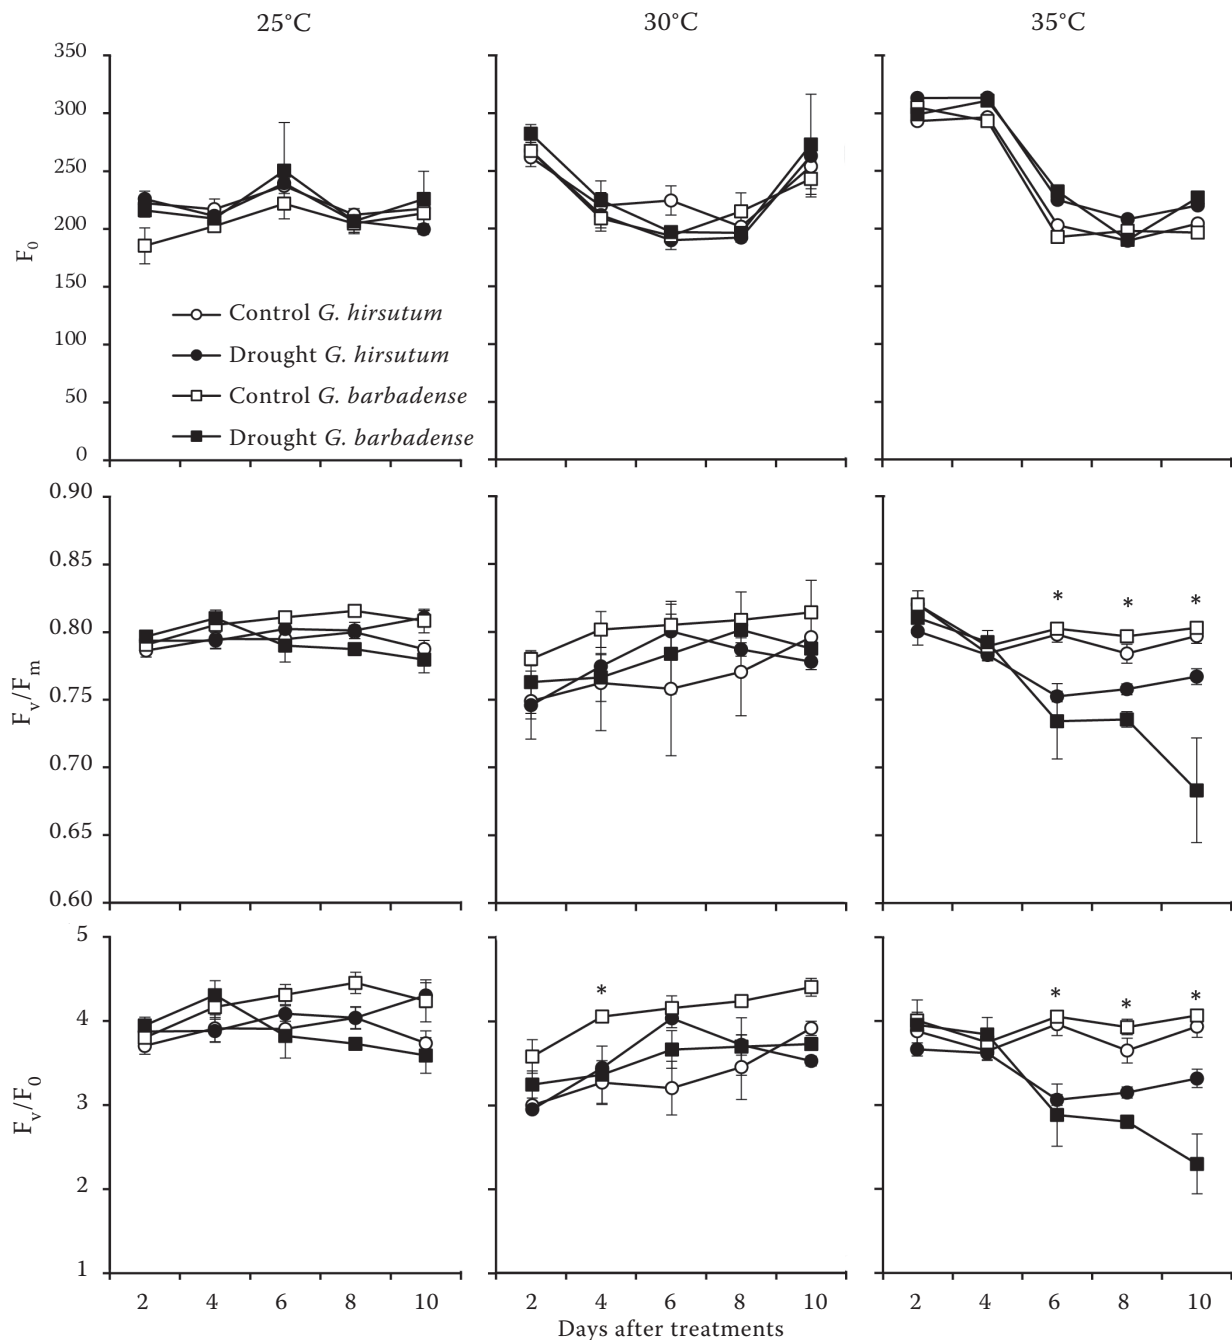 25°C 30°C 35°C
350
300
250
200
150
100
50
0
F0
Control G. hirsutum
Drought G. hirsutum
Control G. barbadense
Drought G. barbadense
0.90
0.85
0.80
0.75
0.70
0.65
0.60
Fv/Fm
* * *
5
4
3
2
1
Fv/F0
* * * *
2 4 6 8 10 2 4 6 8 10 2 4 6 8 10
Days after treatments